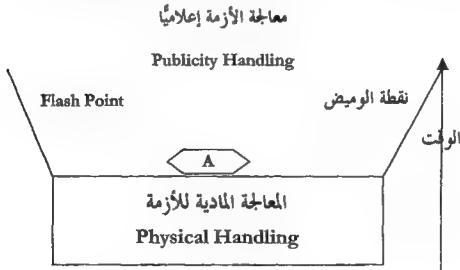 معالجة الأزمة إعلاميًّا
Publicity Handling
Flash Point
نقطة الوميض
الوقت
A
المعالجة المادية للأزمة
Physical Handling